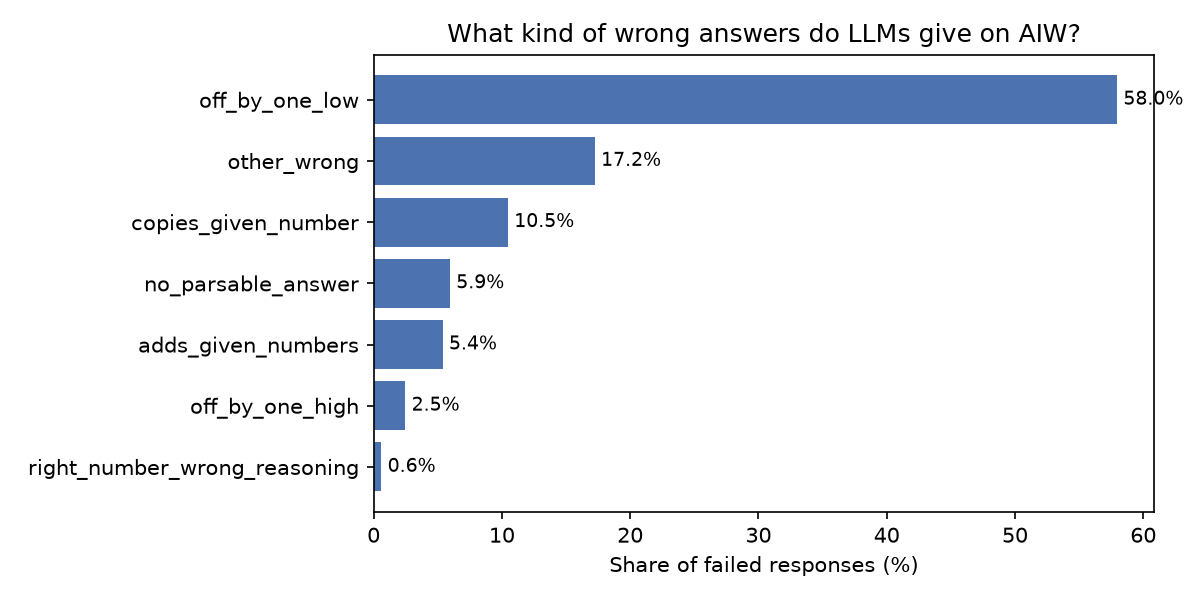 What kind of wrong answers do LLMs give on AIW?
off_by_one_low 58.0%
other_wrong 17.2%
copies_given_number 10.5%
no_parsable_answer 5.9%
adds_given_numbers 5.4%
off_by_one_high 2.5%
right_number_wrong_reasoning 0.6%
0 10 20 30 40 50 60
Share of failed responses (%)